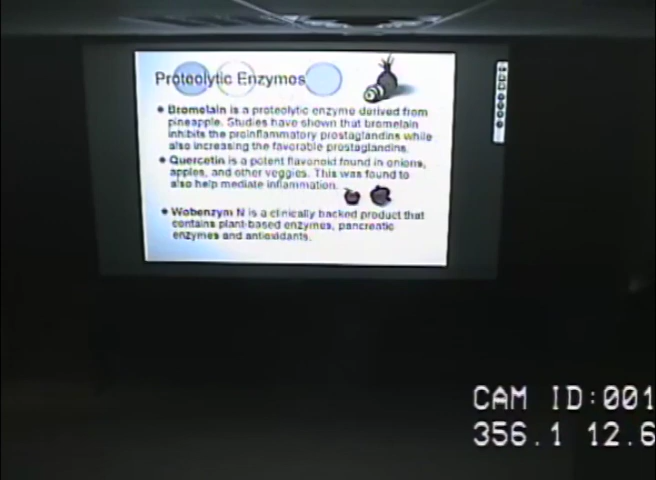 Proteolytic Enzymes
Bromelain is a proteolytic enzyme derived from
pineapple. Studies have shown that bromelain
inhibits the proinflammatory prostaglandins while
also increasing the favorable prostaglandins.
Quercetin is a potent flavonoid found in onions,
apples, and other veggies. This was found to
also help mediate inflammation.
Wobenzym N is a clinically backed product that
contains plant-based enzymes, pancreatic
enzymes and antioxidants.
CAM ID:001
356.1 12.6